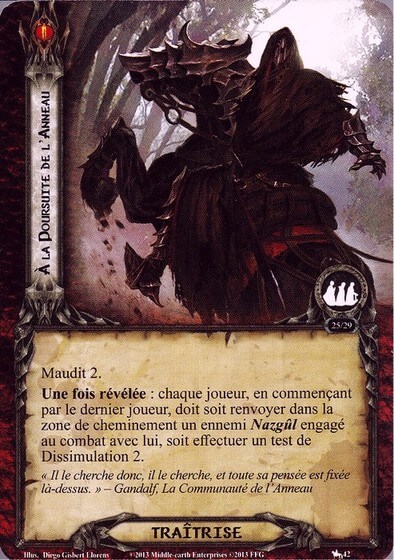 À LA POURSUITE DE L'ANNEAU
25/29
Maudit 2.
Une fois révélée : chaque joueur, en commençant
par le dernier joueur, doit soit renvoyer dans la
zone de cheminement un ennemi Nazgûl engagé
au combat avec lui, soit effectuer un test de
Dissimulation 2.
« Il le cherche donc, il le cherche, et toute sa pensée est fixée
là-dessus. » – Gandalf, La Communauté de l'Anneau
TRAÎTRISE
Illus. Diego Gisbert Llorens ©2013 Middle-earth Enterprises ©2013 FFG 42